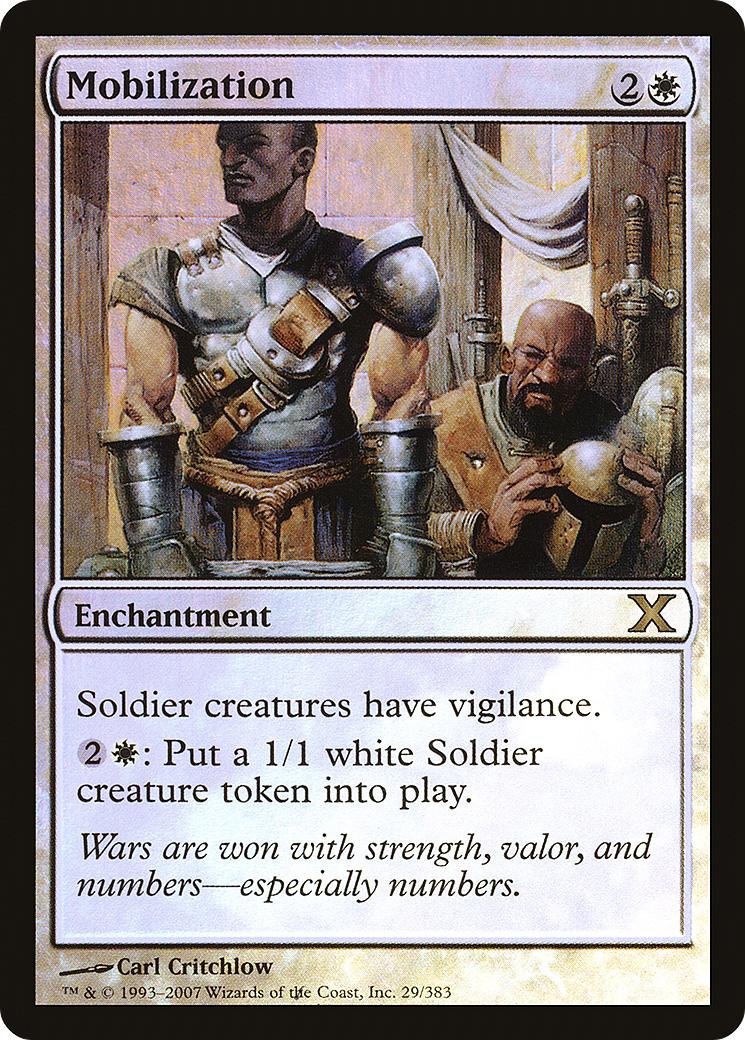 Mobilization 2
Enchantment X
Soldier creatures have vigilance.
2: Put a 1/1 white Soldier
creature token into play.
Wars are won with strength, valor, and
numbers—especially numbers.
Carl Critchlow
™ & © 1993–2007 Wizards of the Coast, Inc. 29/383